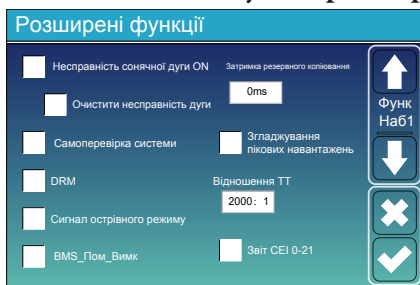 Розширені функції
Несправність сонячної дуги ON
Затримка резервного копіювання
0ms
Очистити несправність дуги
Функ
Наб1
Самоперевірка системи
Згладжування
пікових навантажень
DRM
Відношення ТТ
2000: 1
Сигнал острівного режиму
BMS_Пом_Вимк
Звіт CEI 0-21